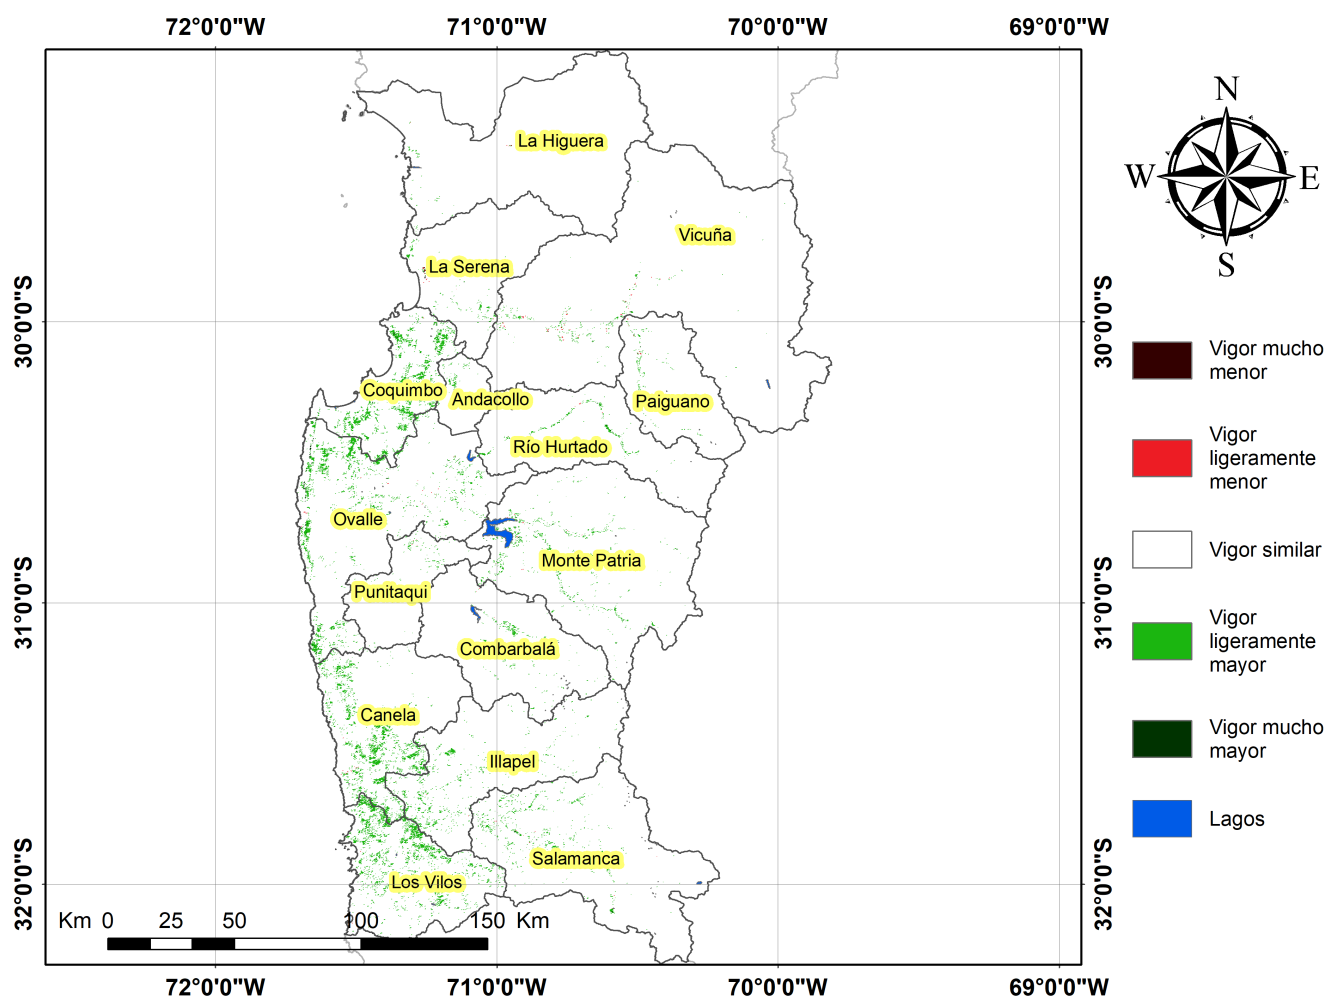 72°0'0"W 71°0'0"W 70°0'0"W 69°0'0"W
N
W E
S
La Higuera
Vicuña
La Serena
30°0'0"S 30°0'0"S
Coquimbo
Andacollo
Paiguano
Río Hurtado
Ovalle
Monte Patria
Punitaqui
31°0'0"S 31°0'0"S
Combarbalá
Canela
Illapel
Salamanca
Los Vilos
32°0'0"S 32°0'0"S
Km 0 25 50 100 150 Km
72°0'0"W 71°0'0"W 70°0'0"W 69°0'0"W
Vigor mucho
menor
Vigor
ligeramente
menor
Vigor similar
Vigor
ligeramente
mayor
Vigor mucho
mayor
Lagos